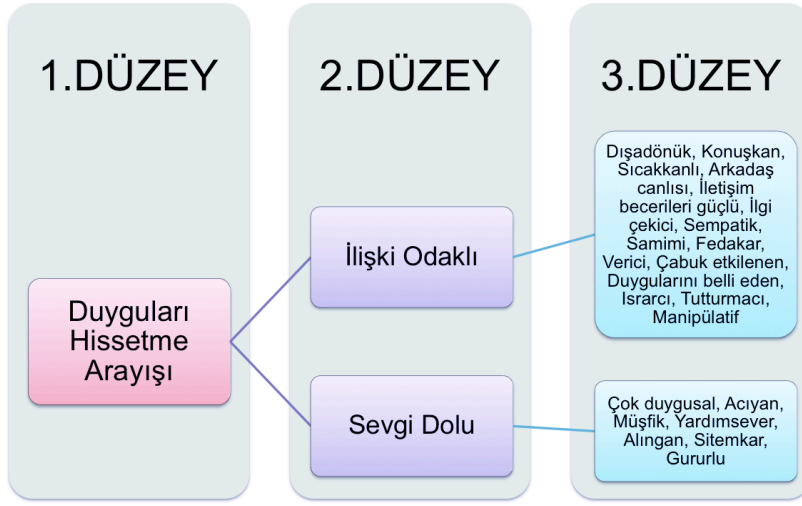 1.DÜZEY
2.DÜZEY
3.DÜZEY
Duyguları
Hissetme
Arayışı
İlişki Odaklı
Sevgi Dolu
Dışadönük, Konuşkan,
Sıcakkanlı, Arkadaş
canlısı, İletişim
becerileri güçlü, İlgi
çekici, Sempatik,
Samimi, Fedakar,
Verici, Çabuk etkilenen,
Duygularını belli eden,
Israrcı, Tutturmacı,
Manipülatif
Çok duygusal, Acıyan,
Müşfik, Yardımsever,
Alıngan, Sitemkar,
Gururlu